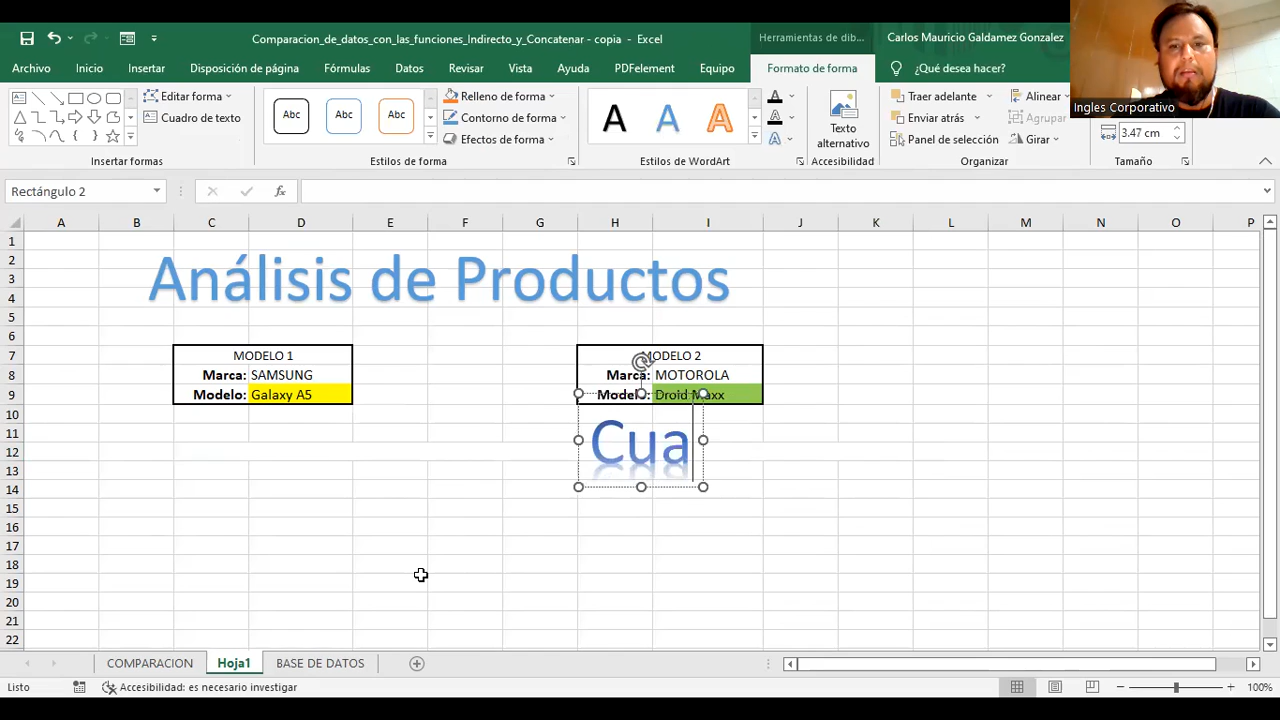 Comparacion_de_datos_con_las_funciones_Indirecto_y_Concatenar - copia - Excel
Herramientas de dib...
Carlos Mauricio Galdamez Gonzalez
Archivo Inicio Insertar Disposición de página Fórmulas Datos Revisar Vista Ayuda PDFelement Equipo Formato de forma ¿Qué desea hacer?
Ingles Corporativo
Editar forma
Cuadro de texto
Insertar formas
Abc Abc Abc
Relleno de forma
Contorno de forma
Efectos de forma
Estilos de forma
A A A
Estilos de WordArt
Texto
alternativo
Accesibilidad
Traer adelante
Enviar atrás
Panel de selección
Alinear
Agrupar
Girar
Organizar
3.47 cm
Tamaño
Rectángulo 2
fx
A B C D E F G H I J K L M N O P
1
2
3
4
5
6
7
8
9
10
11
12
13
14
15
16
17
18
19
20
21
22
Análisis de Productos
MODELO 1
Marca: SAMSUNG
Modelo: Galaxy A5
MODELO 2
Marca: MOTOROLA
Modelo: Droid Maxx
Cua
COMPARACION Hoja1 BASE DE DATOS
Listo
Accesibilidad: es necesario investigar
100%